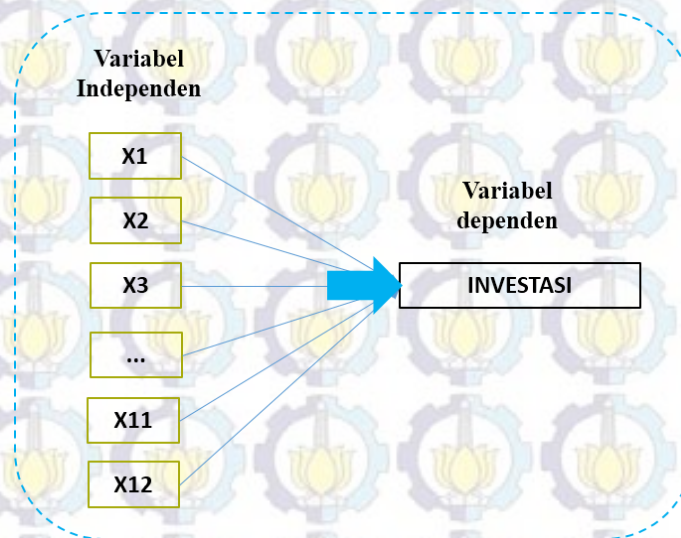 Variabel
Independen
X1
X2
X3
...
X11
X12
Variabel
dependen
INVESTASI